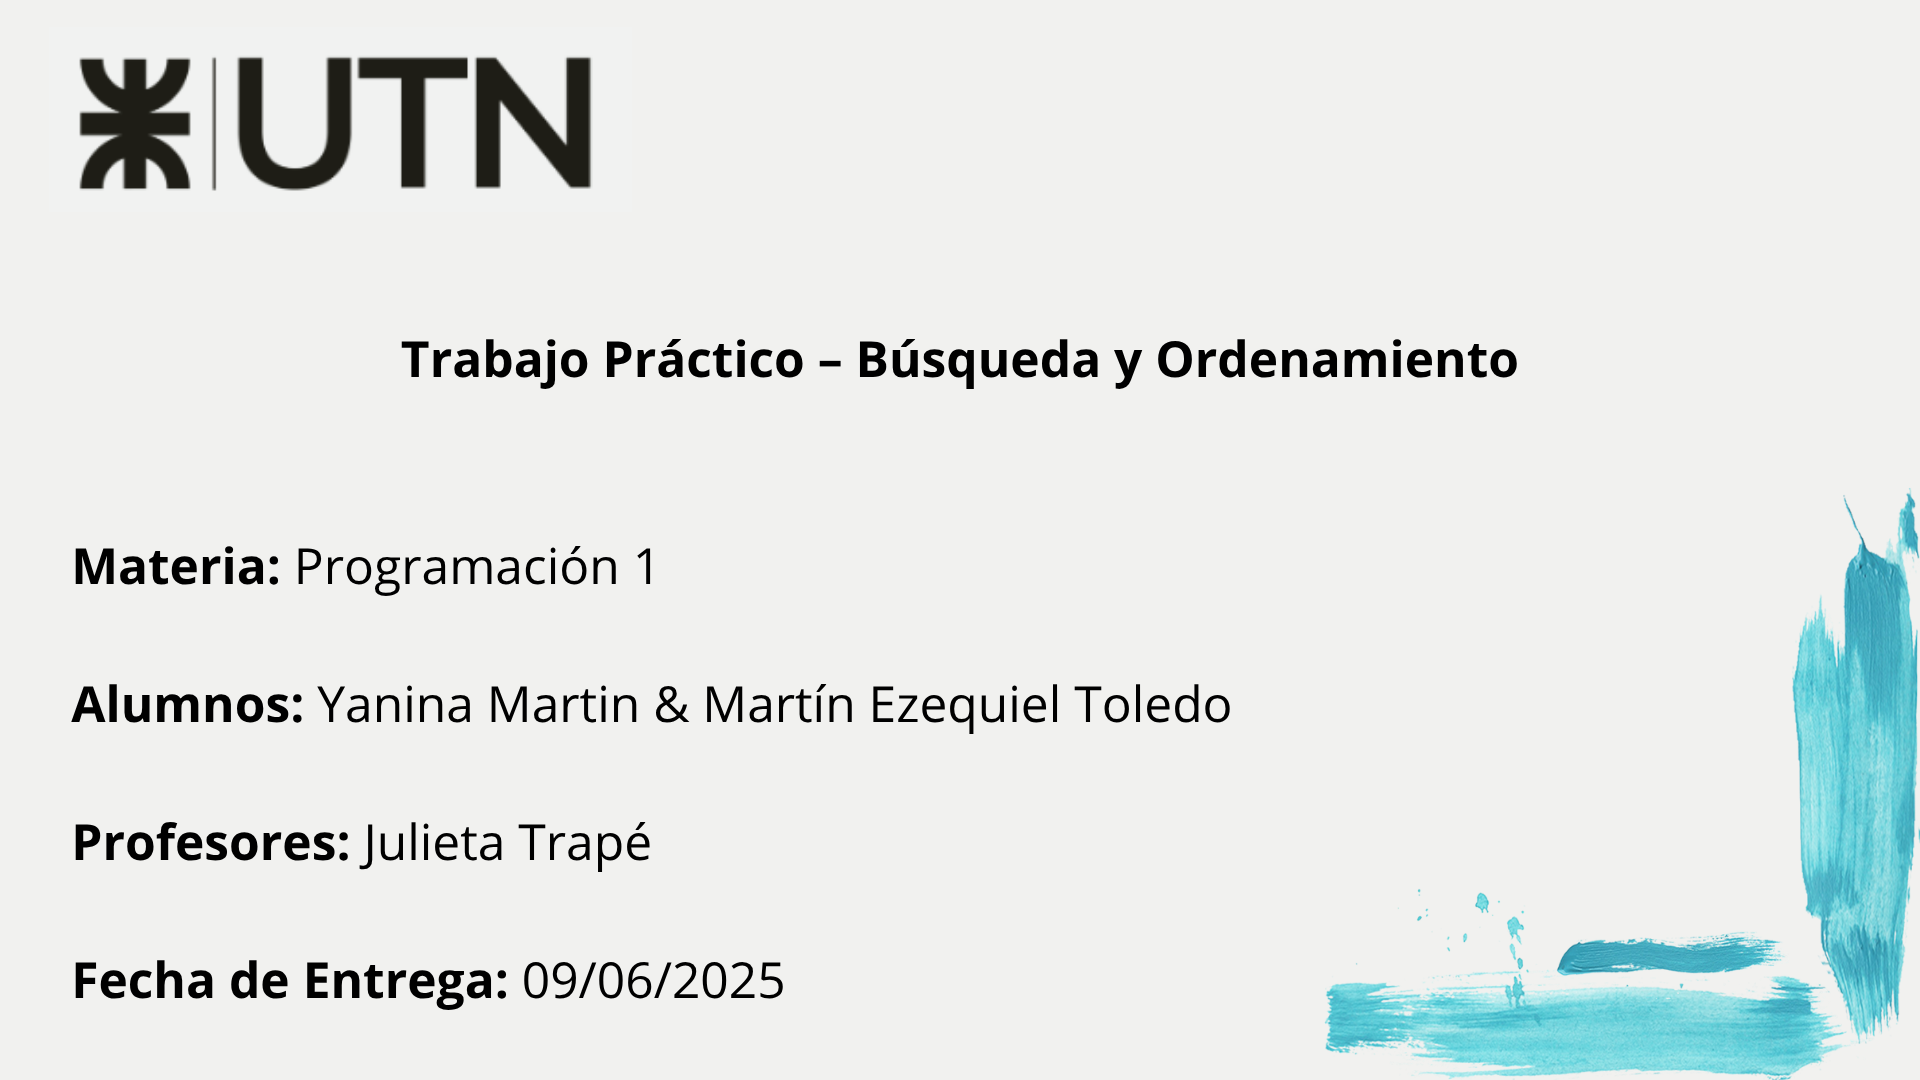 UTN
Trabajo Práctico – Búsqueda y Ordenamiento
Materia: Programación 1
Alumnos: Yanina Martin & Martín Ezequiel Toledo
Profesores: Julieta Trapé
Fecha de Entrega: 09/06/2025